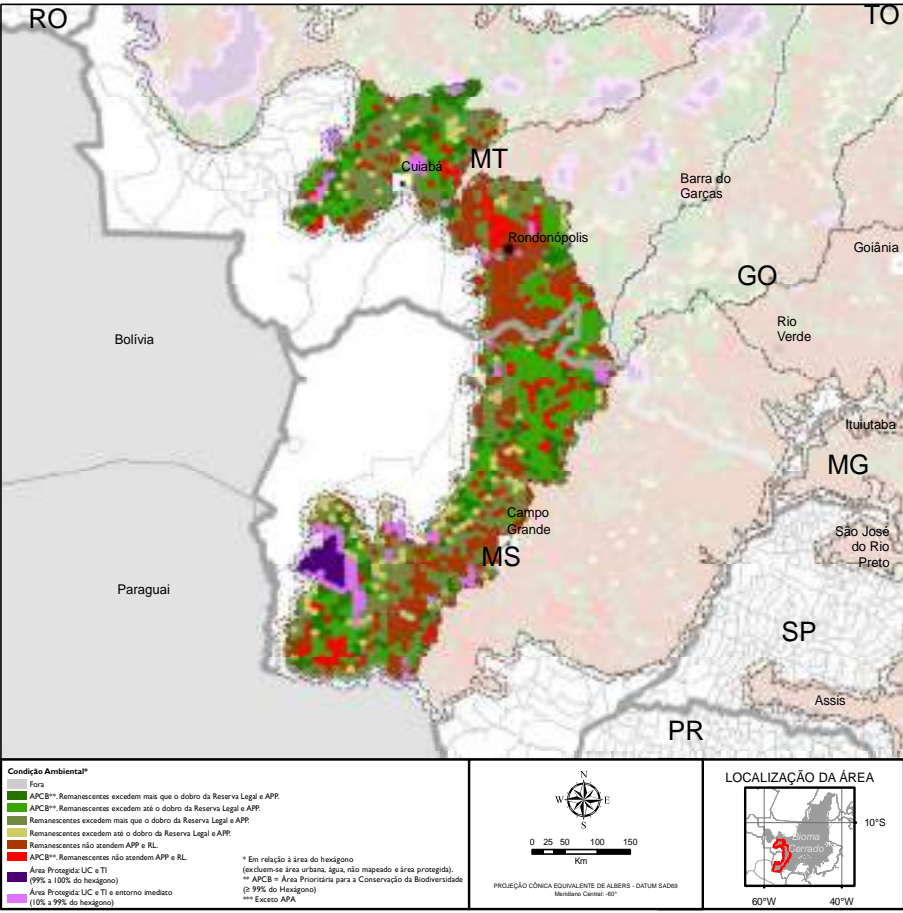 RO
TO
Cuiabá
MT
Barra do
Garças
Rondonópolis
Goiânia
GO
Rio
Verde
Bolívia
Ituiutaba
MG
Campo
Grande
São José
do Rio
Preto
MS
Paraguai
SP
Assis
PR
Condição Ambiental*
Fora
APCB**. Remanescentes excedem mais que o dobro da Reserva Legal e APP.
APCB**. Remanescentes excedem até o dobro da Reserva Legal e APP.
Remanescentes excedem mais que o dobro da Reserva Legal e APP.
Remanescentes excedem até o dobro da Reserva Legal e APP.
Remanescentes não atendem APP e RL.
APCB**. Remanescentes não atendem APP e RL.
Área Protegida: UC e TI
(99% a 100% do hexágono)
Área Protegida: UC e TI e entorno imediato
(10% a 99% do hexágono)
* Em relação à área do hexágono
(excluem-se área urbana, água, não mapeado e área protegida).
** APCB = Área Prioritária para a Conservação da Biodiversidade
(≥ 99% do Hexágono)
*** Exceto APA
N
W E
S
0 25 50 100 150
Km
PROJEÇÃO CÔNICA EQUIVALENTE DE ALBERS - DATUM SAD69
Meridiano Central: -60°
LOCALIZAÇÃO DA ÁREA
10°S
Bioma
Cerrado
60°W 40°W